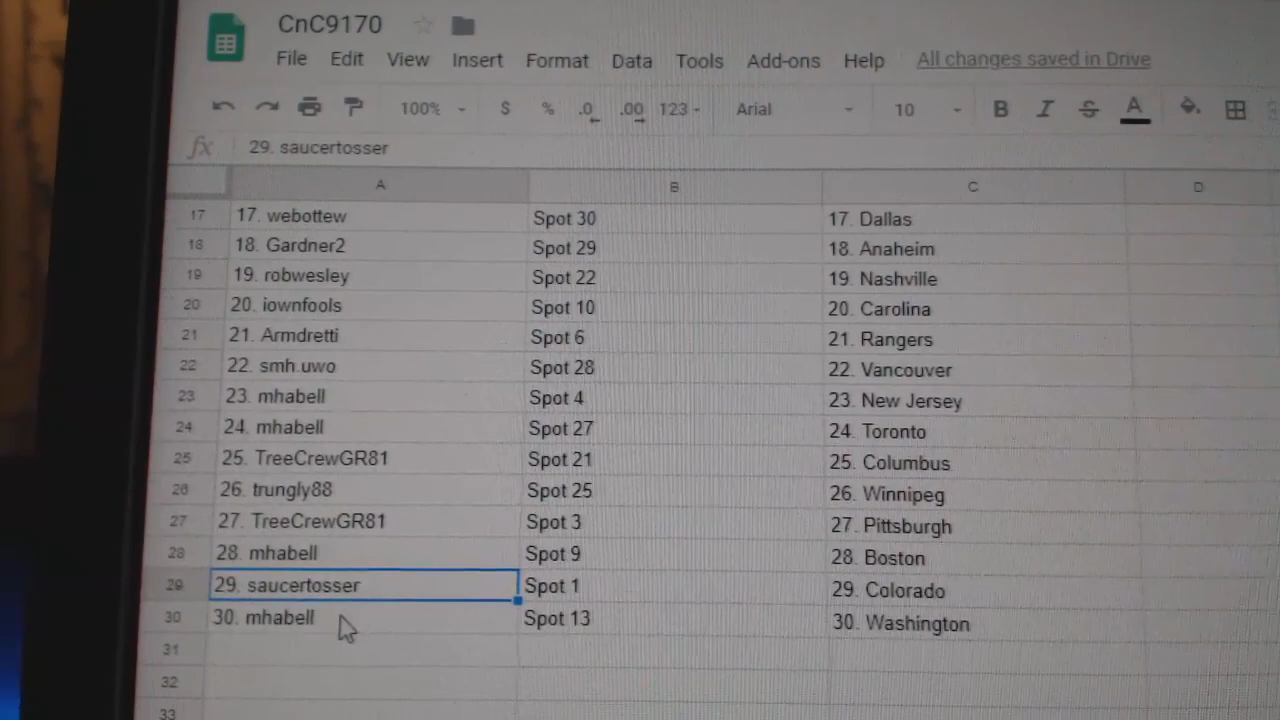 CnC9170
File Edit View Insert Format Data Tools Add-ons Help All changes saved in Drive
100% $ % .0 .00 123 Arial 10 B I S A
fx 29. saucertosser
A B C D
17 17. webottew Spot 30 17. Dallas
18 18. Gardner2 Spot 29 18. Anaheim
19 19. robwesley Spot 22 19. Nashville
20 20. iownfools Spot 10 20. Carolina
21 21. Armdretti Spot 6 21. Rangers
22 22. smh.uwo Spot 28 22. Vancouver
23 23. mhabell Spot 4 23. New Jersey
24 24. mhabell Spot 27 24. Toronto
25 25. TreeCrewGR81 Spot 21 25. Columbus
26 26. trungly88 Spot 25 26. Winnipeg
27 27. TreeCrewGR81 Spot 3 27. Pittsburgh
28 28. mhabell Spot 9 28. Boston
29 29. saucertosser Spot 1 29. Colorado
30 30. mhabell Spot 13 30. Washington
31
32
33